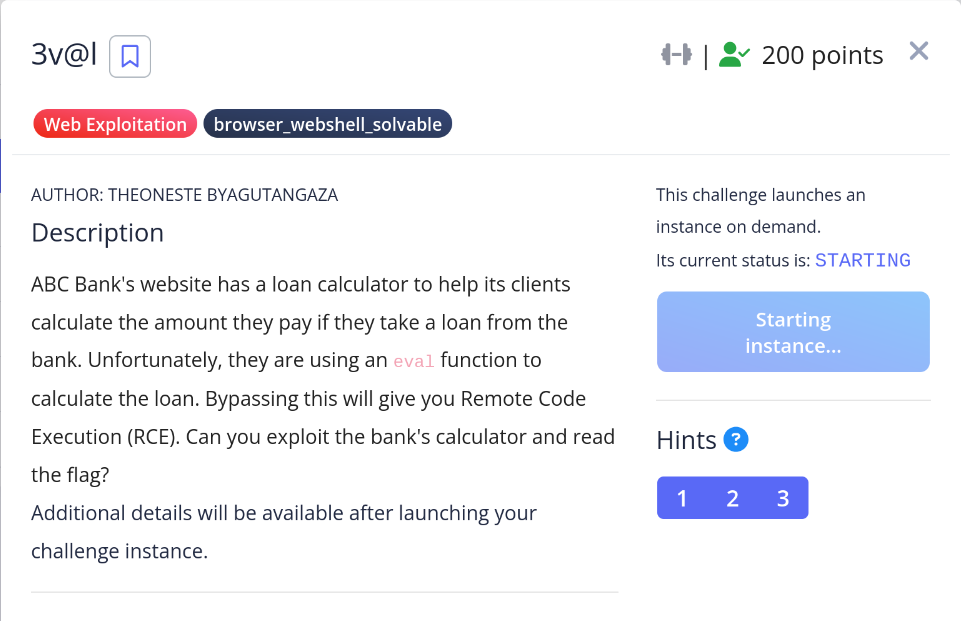 3v@l
| 200 points
Web Exploitation browser_webshell_solvable
AUTHOR: THEONESTE BYAGUTANGAZA
Description
ABC Bank's website has a loan calculator to help its clients
calculate the amount they pay if they take a loan from the
bank. Unfortunately, they are using an eval function to
calculate the loan. Bypassing this will give you Remote Code
Execution (RCE). Can you exploit the bank's calculator and read
the flag?
Additional details will be available after launching your
challenge instance.
This challenge launches an
instance on demand.
Its current status is: STARTING
Starting
instance...
Hints ?
1 2 3